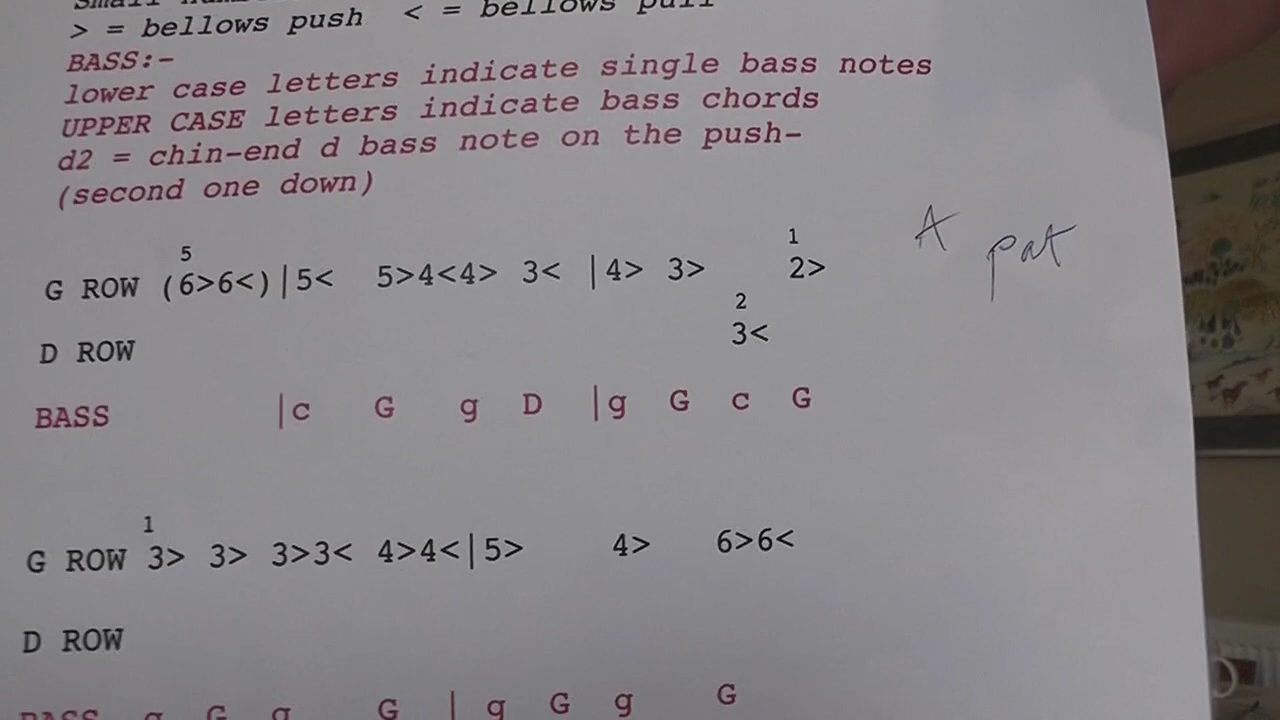 Small
> = bellows push < = bellows pull
BASS:-
lower case letters indicate single bass notes
UPPER CASE letters indicate bass chords
d2 = chin-end d bass note on the push-
(second one down)
A pat
5 1
G ROW (6>6<)|5< 5>4<4> 3< |4> 3> 2>
2
D ROW 3<
BASS |c G g D |g G c G
1
G ROW 3> 3> 3>3< 4>4<|5> 4> 6>6<
D ROW
BASS g G g G | g G g G